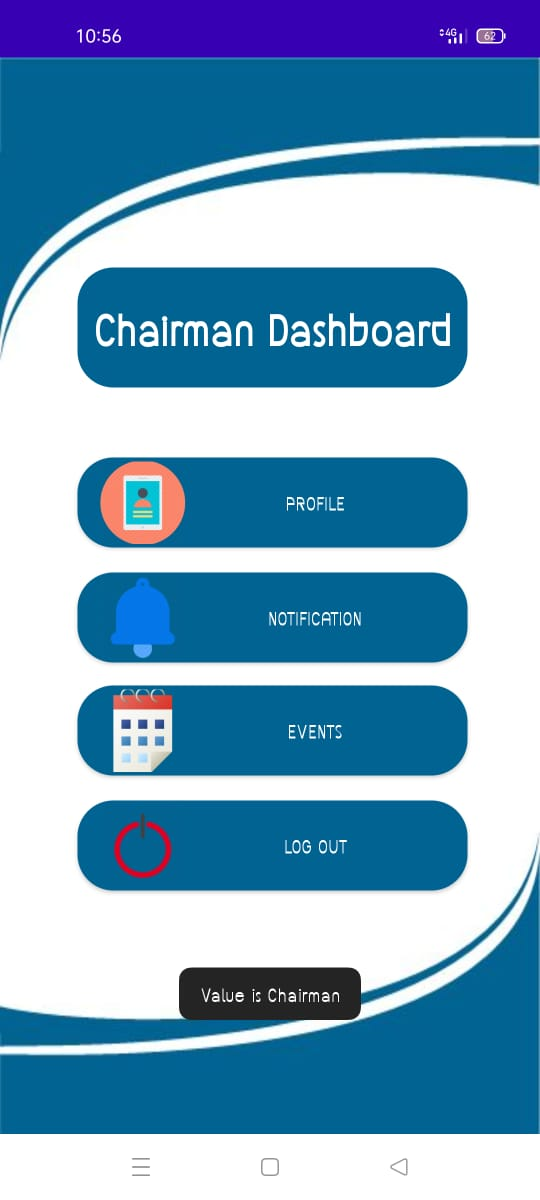 10:56
4G
62
Chairman Dashboard
PROFILE
NOTIFICATION
EVENTS
LOG OUT
Value is Chairman